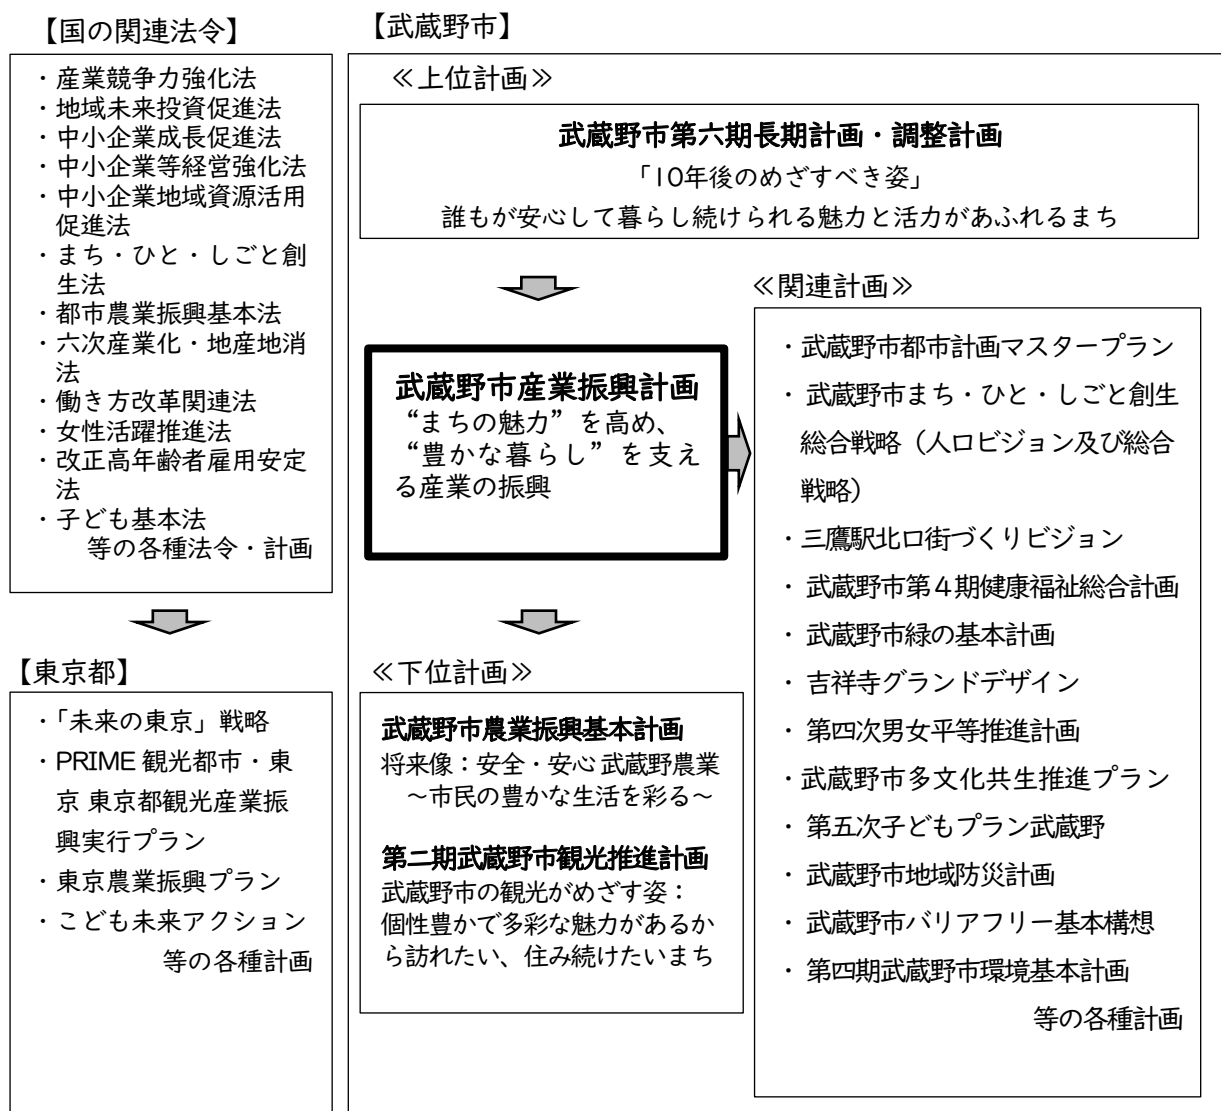 【国の関連法令】
・産業競争力強化法
・地域未来投資促進法
・中小企業成長促進法
・中小企業等経営強化法
・中小企業地域資源活用
促進法
・まち・ひと・しごと創
生法
・都市農業振興基本法
・六次産業化・地産地消
法
・働き方改革関連法
・女性活躍推進法
・改正高年齢者雇用安定
法
・子ども基本法
等の各種法令・計画
【東京都】
・「未来の東京」戦略
・PRIME 観光都市・東
京 東京都観光産業振
興実行プラン
・東京農業振興プラン
・こども未来アクション
等の各種計画
【武蔵野市】
≪上位計画≫
武蔵野市第六期長期計画・調整計画
「10年後のめざすべき姿」
誰もが安心して暮らし続けられる魅力と活力があふれるまち
武蔵野市産業振興計画
“まちの魅力”を高め、
“豊かな暮らし”を支え
る産業の振興
≪下位計画≫
武蔵野市農業振興基本計画
将来像：安全・安心 武蔵野農業
～市民の豊かな生活を彩る～
第二期武蔵野市観光推進計画
武蔵野市の観光がめざす姿：
個性豊かで多彩な魅力があるか
ら訪れたい、住み続けたいまち
≪関連計画≫
・武蔵野市都市計画マスタープラン
・武蔵野市まち・ひと・しごと創生
総合戦略（人口ビジョン及び総合
戦略）
・三鷹駅北口街づくりビジョン
・武蔵野市第４期健康福祉総合計画
・武蔵野市緑の基本計画
・吉祥寺グランドデザイン
・第四次男女平等推進計画
・武蔵野市多文化共生推進プラン
・第五次子どもプラン武蔵野
・武蔵野市地域防災計画
・武蔵野市バリアフリー基本構想
・第四期武蔵野市環境基本計画
等の各種計画